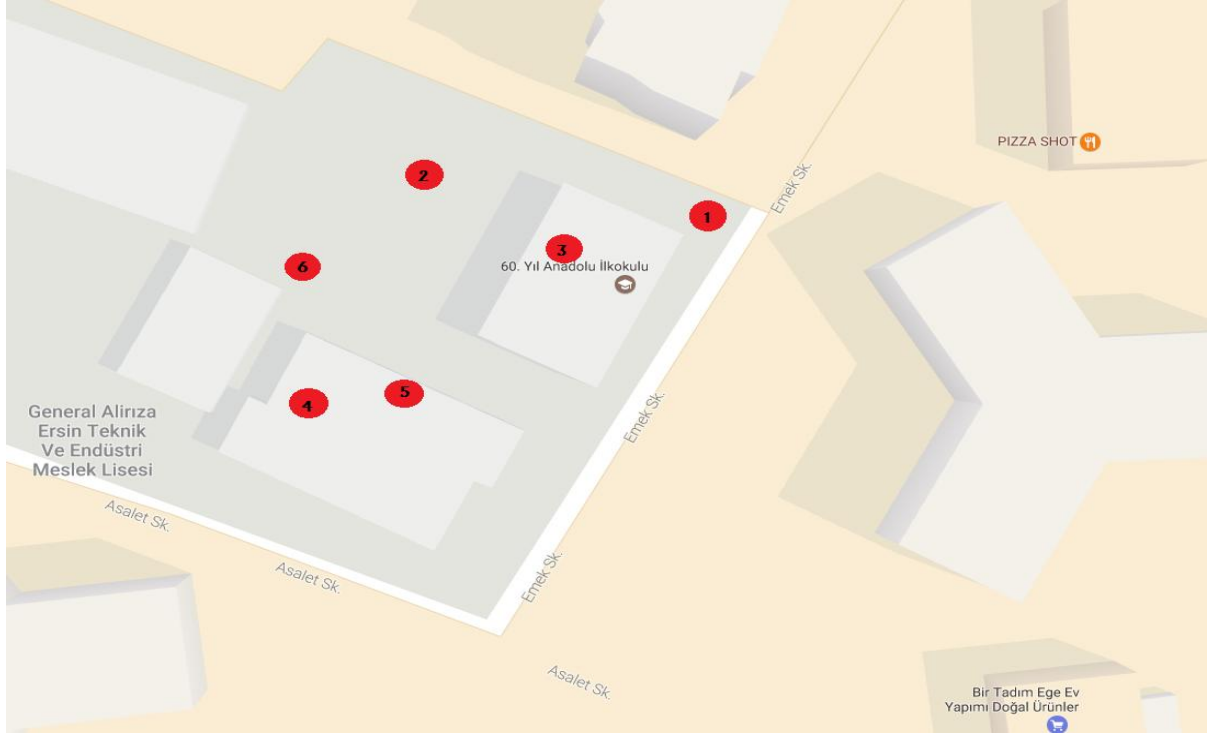 PIZZA SHOT
Emek Sk.
2
1
3
60. Yıl Anadolu İlkokulu
6
5
4
General Alirıza
Ersin Teknik
Ve Endüstri
Meslek Lisesi
Emek Sk.
Asalet Sk.
Asalet Sk.
Emek Sk.
Asalet Sk.
Bir Tadım Ege Ev
Yapımı Doğal Ürünler